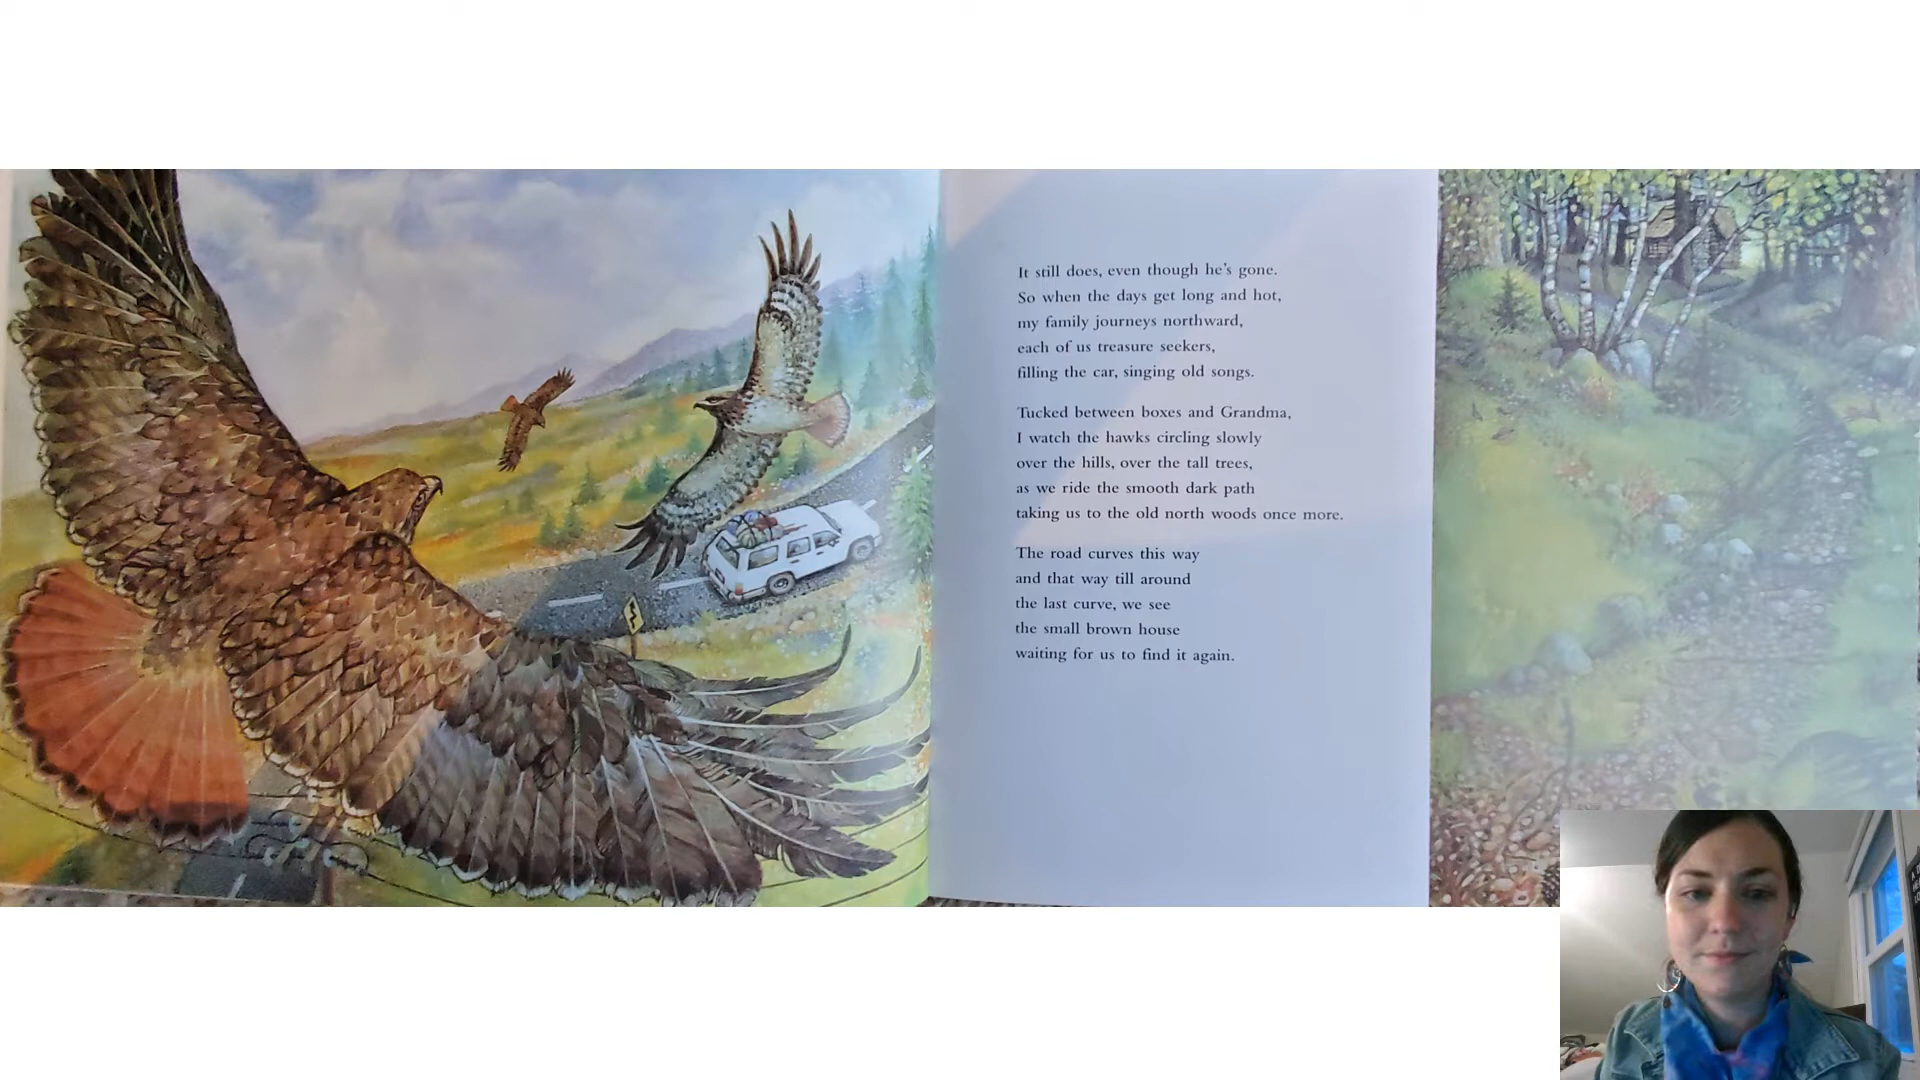 It still does, even though he's gone.
So when the days get long and hot,
my family journeys northward,
each of us treasure seekers,
filling the car, singing old songs.
Tucked between boxes and Grandma,
I watch the hawks circling slowly
over the hills, over the tall trees,
as we ride the smooth dark path
taking us to the old north woods once more.
The road curves this way
and that way till around
the last curve, we see
the small brown house
waiting for us to find it again.